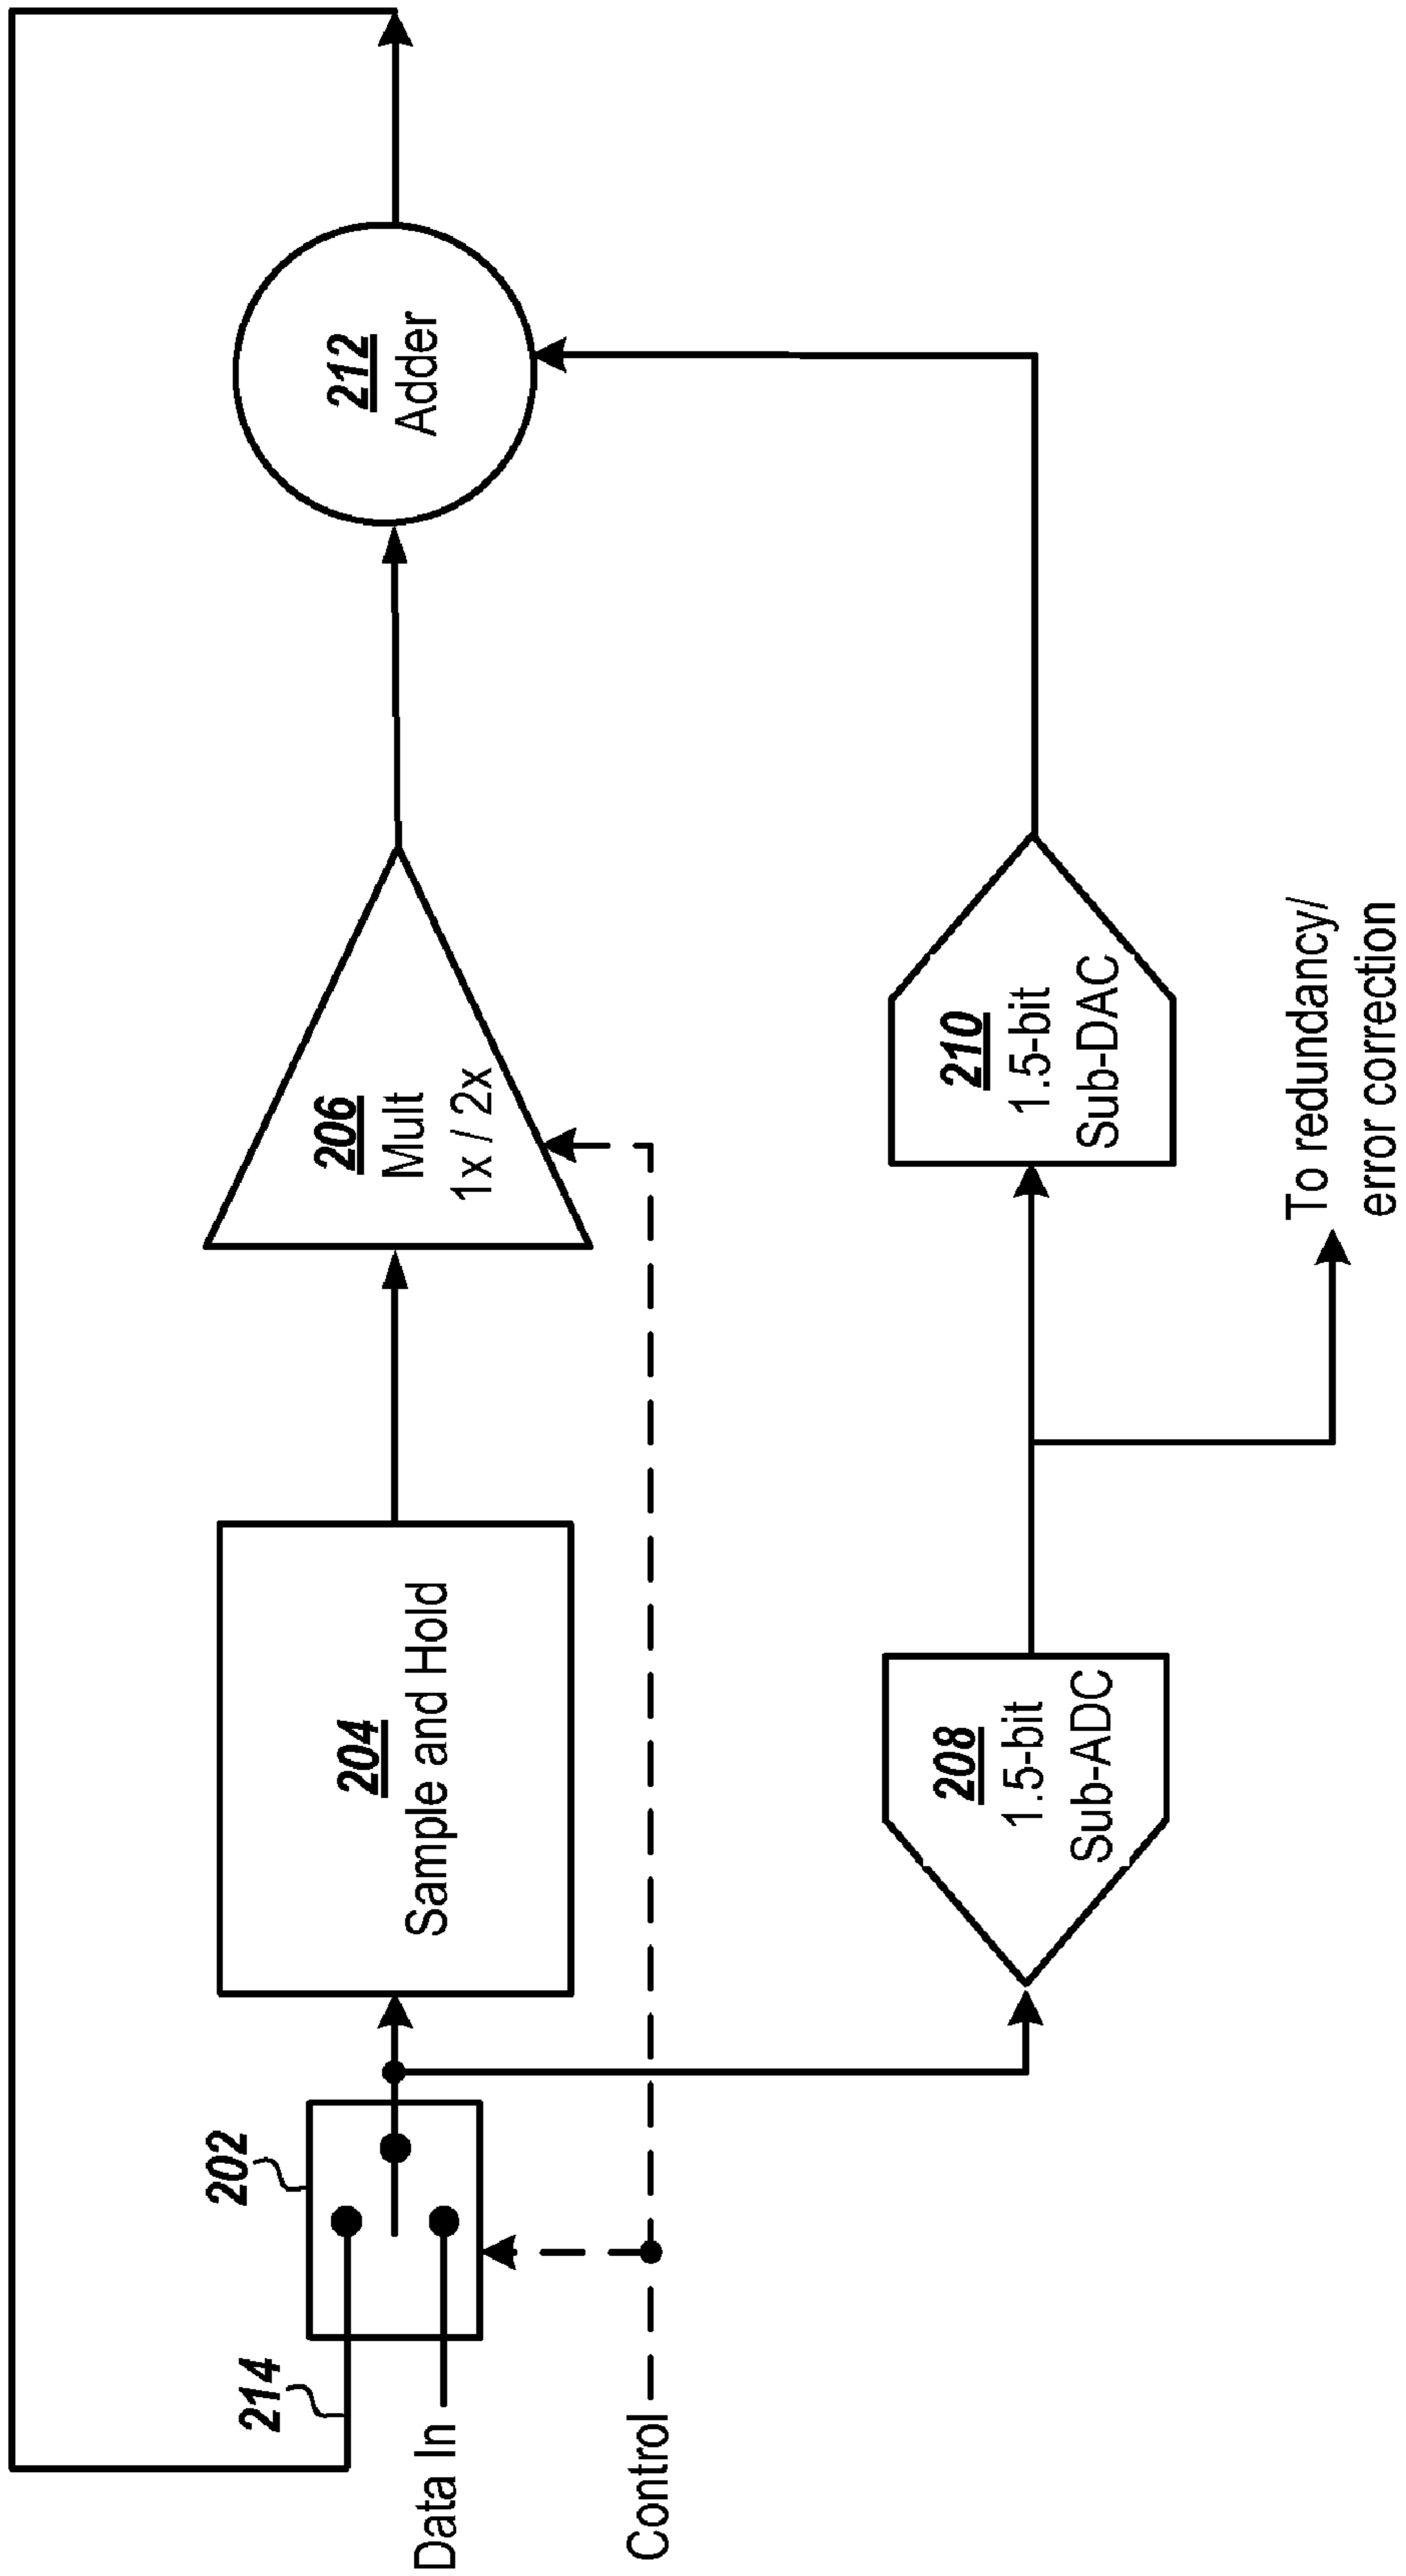 202
214
Data In
Control
204
Sample and Hold
206
Mult
1x / 2x
212
Adder
208
1.5-bit
Sub-ADC
210
1.5-bit
Sub-DAC
To redundancy/
error correction